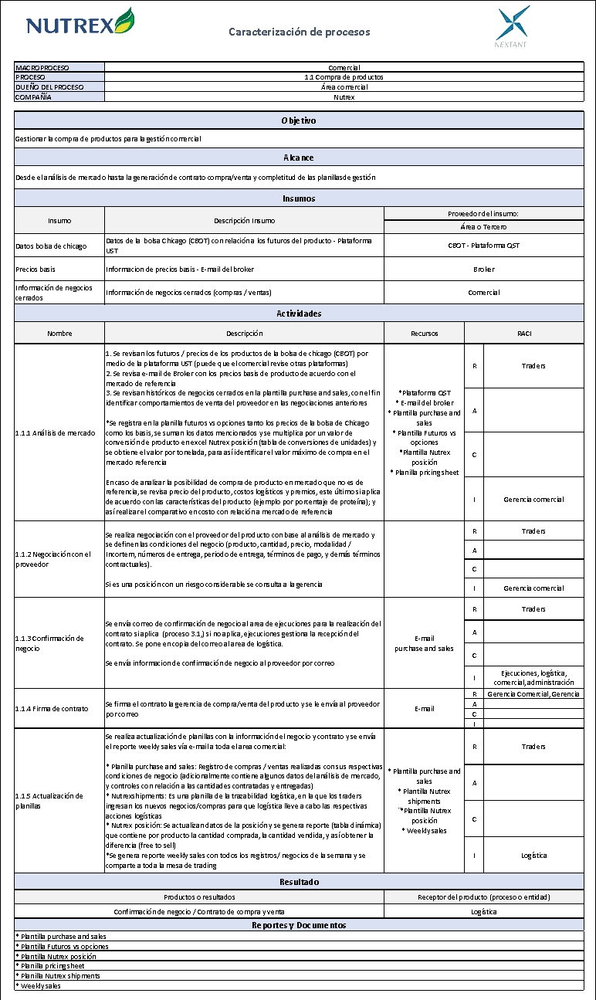 NUTREX
Caracterización de procesos
NEXTANT
MACROPROCESO Comercial
PROCESO 1.1 Compra de productos
DUEÑO DEL PROCESO Área comercial
COMPAÑÍA Nutrex
Objetivo
Gestionar la compra de productos para la gestión comercial
Alcance
Desde el análisis de mercado hasta la generación de contrato compra/venta y completitud de las planillas de gestión
Insumos
Insumo Descripción Insumo Proveedor del insumo:
Área o Tercero
Datos bolsa de chicago Datos de la bolsa Chicago (CBOT) con relación a los futuros del producto - Plataforma
UST
CBOT - Plataforma QST
Precios basis Informacion de precios basis - E-mail del broker Broker
Información de negocios
cerrados
Información de negocios cerrados (compras / ventas) Comercial
Actividades
Nombre Descripción Recursos RACI
1.1.1 Análisis de mercado
1. Se revisan los futuros / precios de los productos de la bolsa de chicago (CBOT) por
medio de la plataforma UST (puede que el comercial revise otras plataformas)
2. Se revisa e-mail de Broker con los precios basis de producto de acuerdo con el
mercado de referencia
3. Se revisan históricos de negocios cerrados en la plantilla purchase and sales, con el fin
identificar comportamientos de venta del proveedor en las negociaciones anteriores
*Se registra en la planilla futuros vs opciones tanto los precios de la bolsa de Chicago
como los basis, se suman los datos mencionados y se multiplica por un valor de
conversión de producto en excel Nutrex posición (tabla de conversiones de unidades) y
se obtiene el valor por tonelada, para así identificar el valor máximo de compra en el
mercado referencia
En caso de analizar la posibilidad de compra de producto en mercado que no es de
referencia, se revisa precio del producto, costos logísticos y premios, este último si aplica
de acuerdo con las características del producto (ejemplo por porcentaje de proteína); y
así realizar el comparativo en costo con relación a mercado de referencia
*Plataforma QST
* E-mail del broker
* Plantilla purchase and
sales
* Plantilla Futuros vs
opciones
*Plantilla Nutrex
posición
* Planilla pricing sheet
R Traders
A
C
I Gerencia comercial
1.1.2 Negociación con el
proveedor
Se realiza negociación con el proveedor del producto con base al análisis de mercado y
se definen las condiciones del negocio (producto, cantidad, precio, modalidad /
Incortem, números de entrega, periodo de entrega, términos de pago, y demás términos
contractuales).
Si es una posición con un riesgo considerable se consulta a la gerencia
R Traders
A
C
I Gerencia comercial
1.1.3 Confirmación de
negocio
Se envía correo de confirmación de negocio al area de ejecuciones para la realización del
contrato si aplica (proceso 3.1,) si no aplica, ejecuciones gestiona la recepción del
contrato. Se pone en copia del correo al area de logística.
Se envía informacion de confirmación de negocio al proveedor por correo
E-mail
purchase and sales
R Traders
A
C
I Ejecuciones, logística,
comercial, administración
1.1.4 Firma de contrato
Se firma el contrato la gerencia de compra/venta del producto y se le envía al proveedor
por correo
E-mail
R Gerencia Comercial, Gerencia
A
C
I
1.1.5 Actualización de
planillas
Se realiza actualización de planillas con la información del negocio y contrato y se envía
el reporte weekly sales vía e-mail a toda el area comercial:
* Planilla purchase and sales: Registro de compras / ventas realizadas con sus respectivas
condiciones de negocio (adicionalmente contiene algunos datos del análisis de mercado,
y controles con relación a las cantidades contratadas y entregadas)
* Nutrex shipments: Es una planilla de la trazabilidad logística, en la que los traders
ingresan los nuevos negocios/compras para que logística lleve a cabo las respectivas
acciones logísticas
* Nutrex posición: Se actualizan datos de la posición y se genera reporte (tabla dinámica)
que contiene por producto la cantidad comprada, la cantidad vendida, y así obtener la
diferencia (free to sell)
*Se genera reporte weekly sales con todos los registros/ negocios de la semana y se
comparte a toda la mesa de trading
* Plantilla purchase and
sales
* Plantilla Nutrex
shipments
¨*Plantilla Nutrex
posición
* Weekly sales
R Traders
A
C
I Logística
Resultado
Productos o resultados Receptor del producto (proceso o entidad)
Confirmación de negocio / Contrato de compra y venta Logística
Reportes y Documentos
* Plantilla purchase and sales
* Plantilla Futuros vs opciones
* Plantilla Nutrex posición
* Planilla pricing sheet
* Planilla Nutrex shipments
* Weekly sales